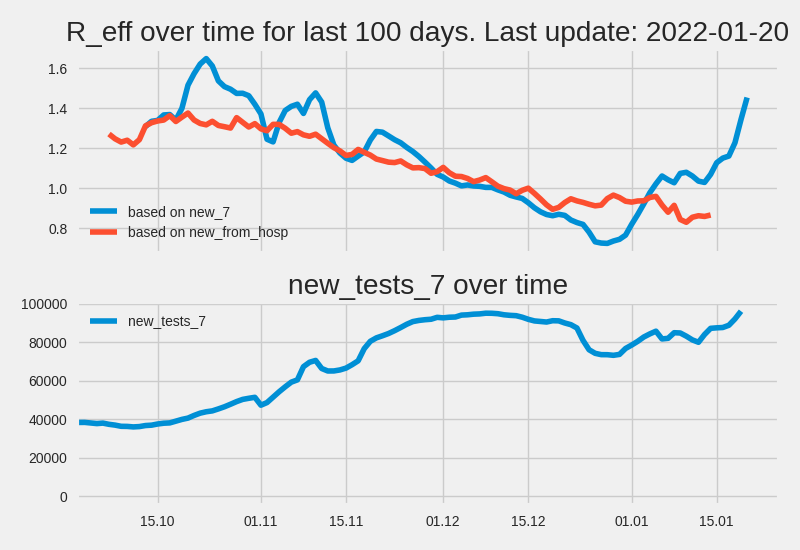 R_eff over time for last 100 days. Last update: 2022-01-20
1.6
1.4
1.2
1.0
0.8
based on new_7
based on new_from_hosp
new_tests_7 over time
100000
80000
60000
40000
20000
0
new_tests_7
15.10 01.11 15.11 01.12 15.12 01.01 15.01